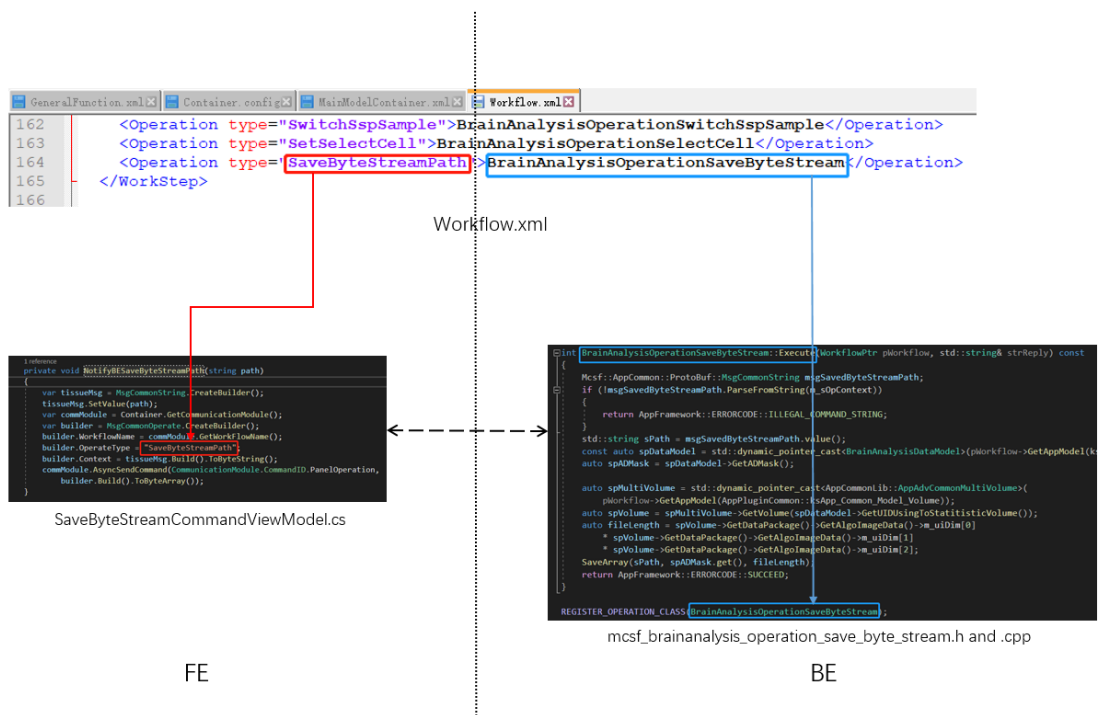 GeneralFunction.xml Container.config MainModelContainer.xml Workflow.xml
162 <Operation type="SwitchSspSample">BrainAnalysisOperationSwitchSspSample</Operation>
163 <Operation type="SetSelectCell">BrainAnalysisOperationSelectCell</Operation>
164 <Operation type="SaveByteStreamPath">BrainAnalysisOperationSaveByteStream</Operation>
165 </WorkStep>
166
Workflow.xml
1 reference
private void NotifyBESaveByteStreamPath(string path)
{
var tissueMsg = MsgCommonString.CreateBuilder();
tissueMsg.SetValue(path);
var commModule = Container.GetCommunicationModule();
var builder = MsgCommonOperate.CreateBuilder();
builder.WorkflowName = commModule.GetWorkFlowName();
builder.OperateType = "SaveByteStreamPath";
builder.Context = tissueMsg.Build().ToByteString();
commModule.AsyncSendCommand(CommunicationModule.CommandID.PanelOperation,
builder.Build().ToByteArray());
}
SaveByteStreamCommandViewModel.cs
int BrainAnalysisOperationSaveByteStream::Execute(WorkflowPtr pWorkflow, std::string& strReply) const
{
Mcsf::AppCommon::ProtoBuf::MsgCommonString msgSavedByteStreamPath;
if (!msgSavedByteStreamPath.ParseFromString(m_sOpContext))
{
return AppFramework::ERRORCODE::ILLEGAL_COMMAND_STRING;
}
std::string sPath = msgSavedByteStreamPath.value();
const auto spDataModel = std::dynamic_pointer_cast<BrainAnalysisDataModel>(pWorkflow->GetAppModel(ks
auto spADMask = spDataModel->GetADMask();
auto spMultiVolume = std::dynamic_pointer_cast<AppCommonLib::AppAdvCommonMultiVolume>(
pWorkflow->GetAppModel(AppPluginCommon::ksApp_Common_Model_Volume));
auto spVolume = spMultiVolume->GetVolume(spDataModel->GetUIDUsingToStatitisticVolume());
auto fileLength = spVolume->GetDataPackage()->GetAlgoImageData()->m_uiDim[0]
* spVolume->GetDataPackage()->GetAlgoImageData()->m_uiDim[1]
* spVolume->GetDataPackage()->GetAlgoImageData()->m_uiDim[2];
SaveArray(sPath, spADMask.get(), fileLength);
return AppFramework::ERRORCODE::SUCCEED;
}
REGISTER_OPERATION_CLASS(BrainAnalysisOperationSaveByteStream);
mcsf_brainanalysis_operation_save_byte_stream.h and .cpp
FE
BE